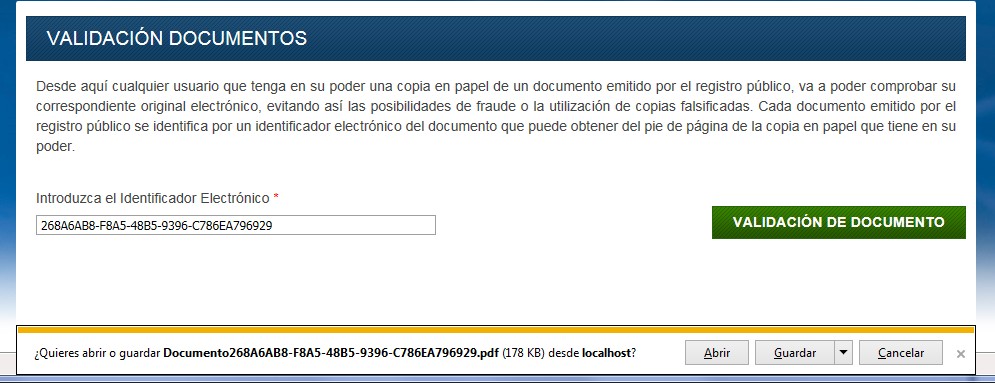 VALIDACIÓN DOCUMENTOS
Desde aquí cualquier usuario que tenga en su poder una copia en papel de un documento emitido por el registro público, va a poder comprobar su
correspondiente original electrónico, evitando así las posibilidades de fraude o la utilización de copias falsificadas. Cada documento emitido por el
registro público se identifica por un identificador electrónico del documento que puede obtener del pie de página de la copia en papel que tiene en su
poder.
Introduzca el Identificador Electrónico *
268A6AB8-F8A5-48B5-9396-C786EA796929
VALIDACIÓN DE DOCUMENTO
¿Quieres abrir o guardar Documento268A6AB8-F8A5-48B5-9396-C786EA796929.pdf (178 KB) desde localhost?
Abrir
Guardar
Cancelar